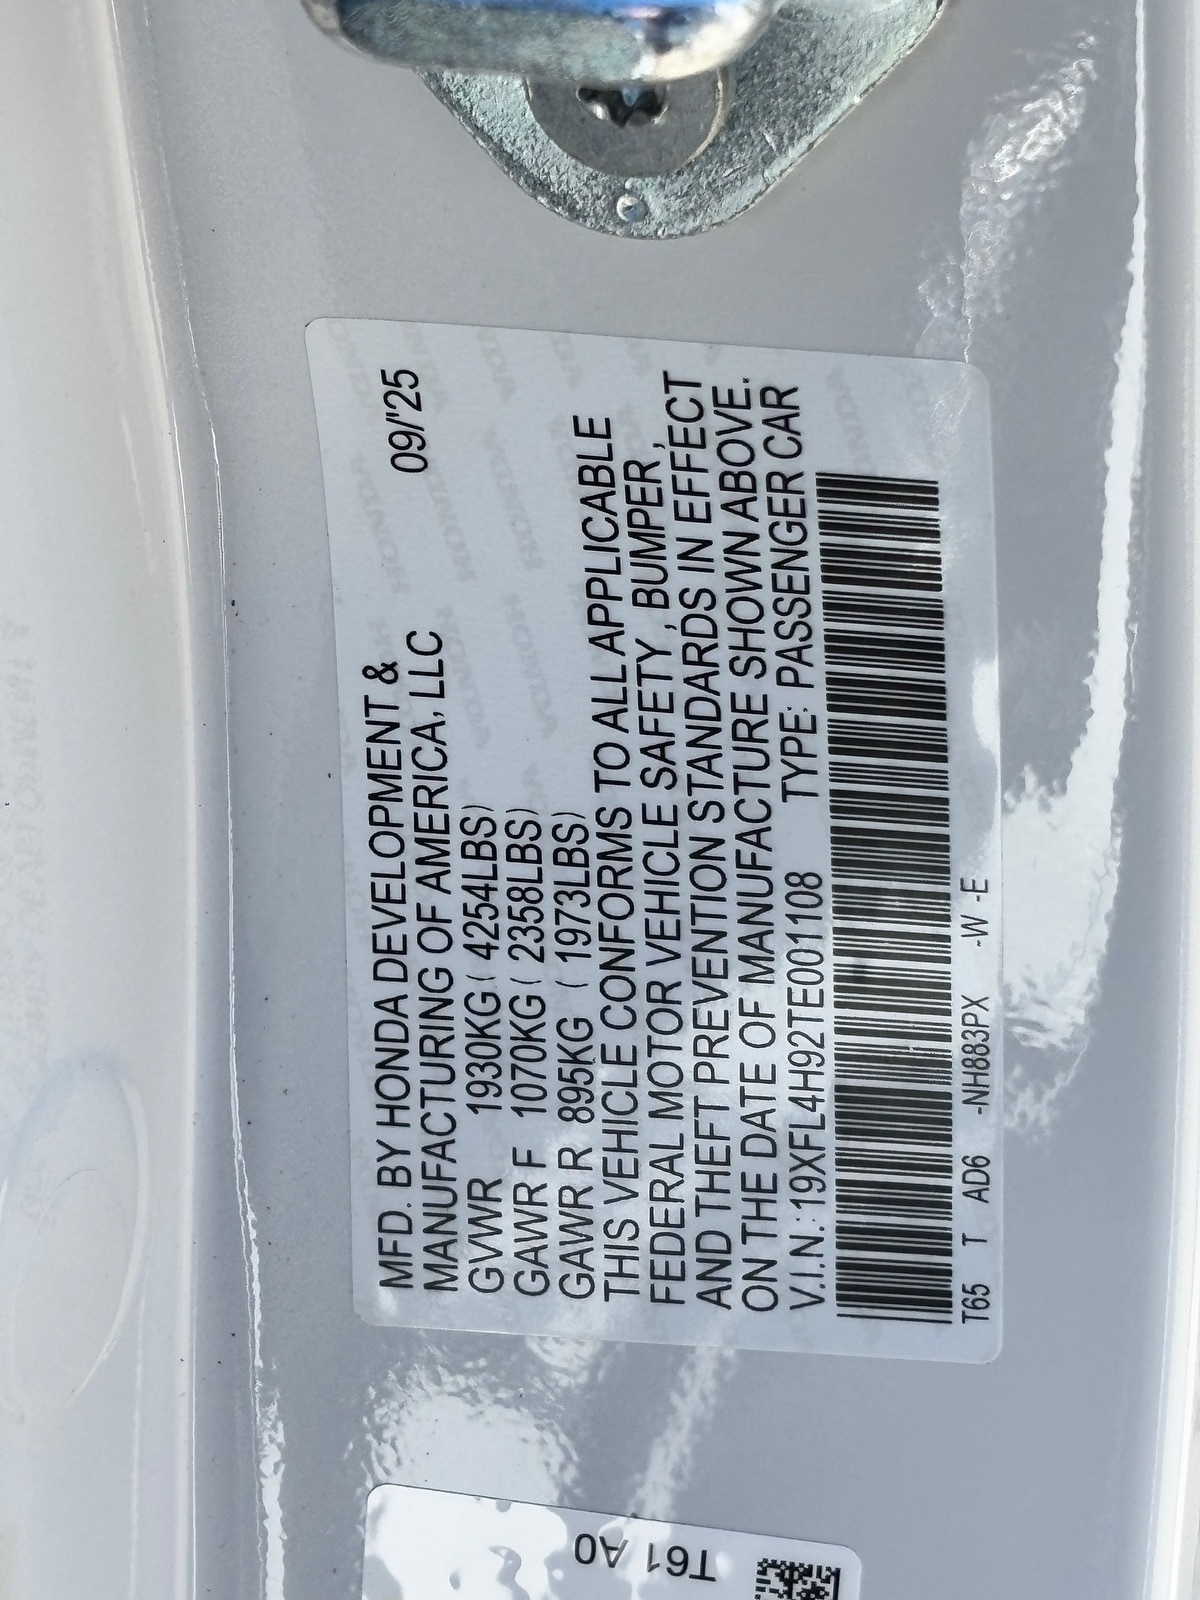 MFD. BY HONDA DEVELOPMENT &
MANUFACTURING OF AMERICA, LLC 09/'25
GVWR 1930KG ( 4254LBS)
GAWR F 1070KG ( 2358LBS)
GAWR R 895KG ( 1973LBS)
THIS VEHICLE CONFORMS TO ALL APPLICABLE
FEDERAL MOTOR VEHICLE SAFETY, BUMPER,
AND THEFT PREVENTION STANDARDS IN EFFECT
ON THE DATE OF MANUFACTURE SHOWN ABOVE.
V.I.N.: 19XFL4H92TE001108 TYPE: PASSENGER CAR
T65 T AD6 -NH883PX -W -E
T61 A0